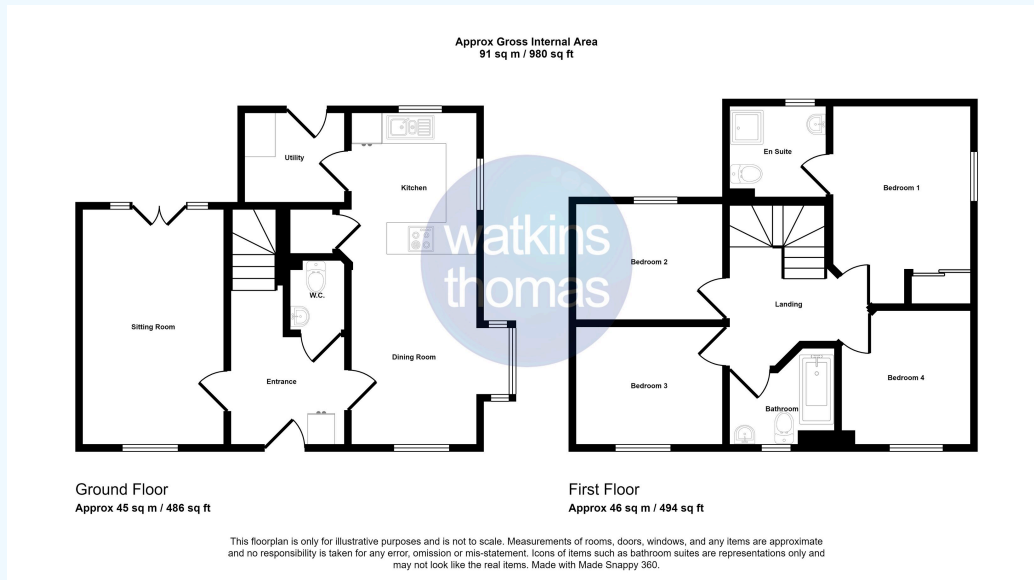 Approx Gross Internal Area
91 sq m / 980 sq ft
Utility
Kitchen
W.C.
Sitting Room
Dining Room
Entrance
En Suite
Bedroom 1
Bedroom 2
Landing
Bedroom 3
Bedroom 4
Bathroom
watkins
thomas
Ground Floor
Approx 45 sq m / 486 sq ft
First Floor
Approx 46 sq m / 494 sq ft
This floorplan is only for illustrative purposes and is not to scale. Measurements of rooms, doors, windows, and any items are approximate
and no responsibility is taken for any error, omission or mis-statement. Icons of items such as bathroom suites are representations only and
may not look like the real items. Made with Made Snappy 360.